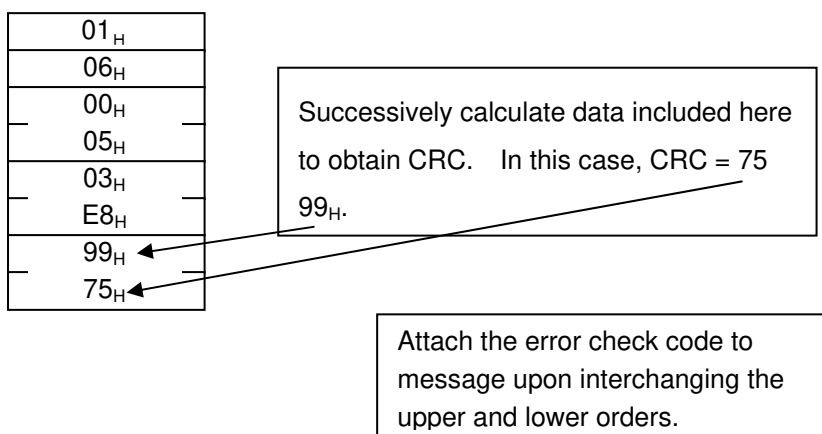 01H
06H
00H
05H
03H
E8H
99H
75H
Successively calculate data included here
to obtain CRC. In this case, CRC = 75
99H.
Attach the error check code to
message upon interchanging the
upper and lower orders.